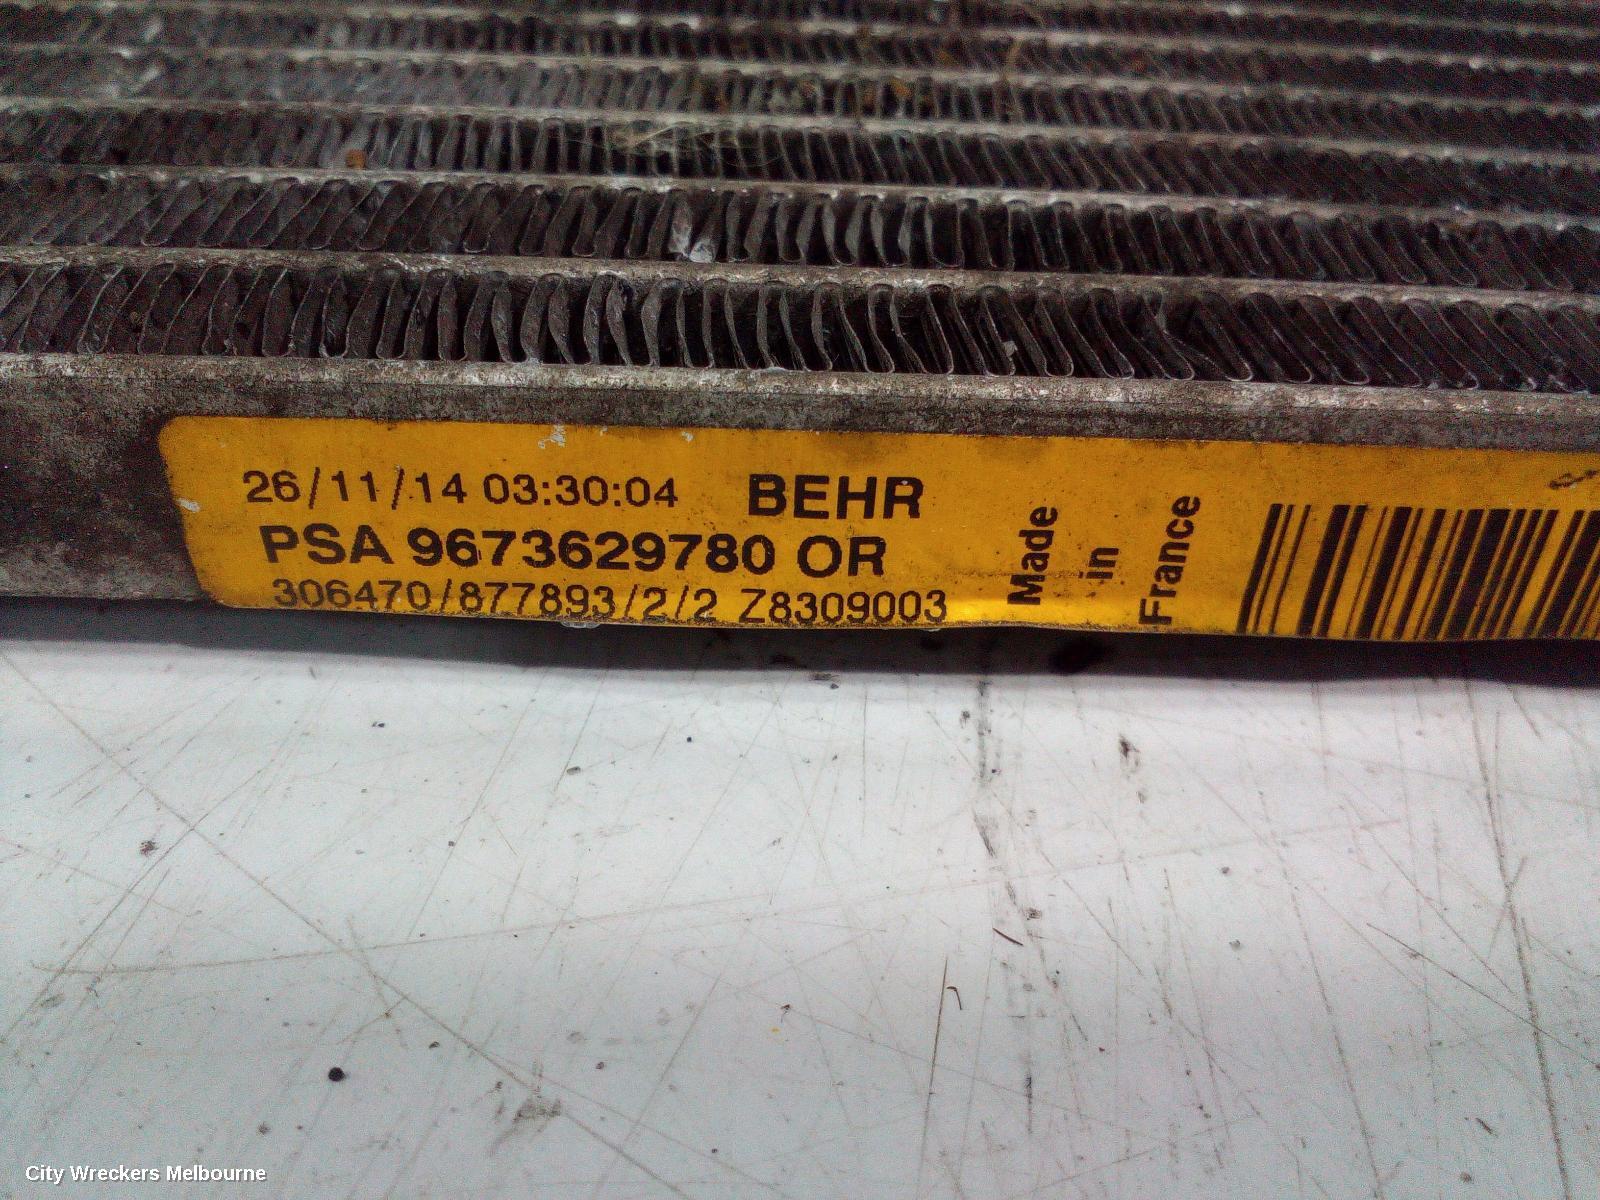 26/11/14 03:30:04 BEHR
PSA 9673629780 OR
306470/877893/2/2 Z8309003
Made
in
France
City Wreckers Melbourne